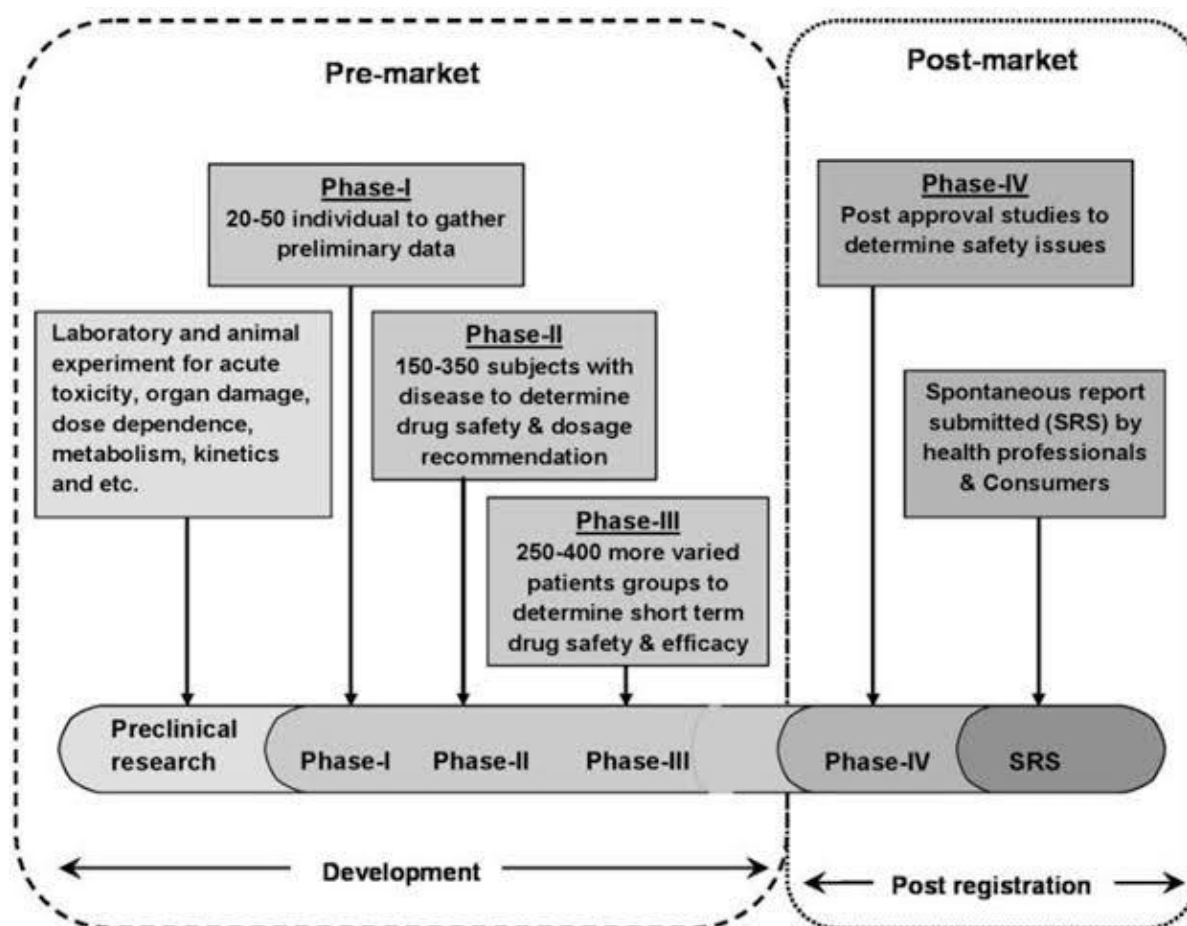 Pre-market
Post-market
Phase-I
20-50 individual to gather
preliminary data
Phase-IV
Post approval studies to
determine safety issues
Laboratory and animal
experiment for acute
toxicity, organ damage,
dose dependence,
metabolism, kinetics
and etc.
Phase-II
150-350 subjects with
disease to determine
drug safety & dosage
recommendation
Spontaneous report
submitted (SRS) by
health professionals
& Consumers
Phase-III
250-400 more varied
patients groups to
determine short term
drug safety & efficacy
Preclinical
research
Phase-I
Phase-II
Phase-III
Phase-IV
SRS
Development
Post registration